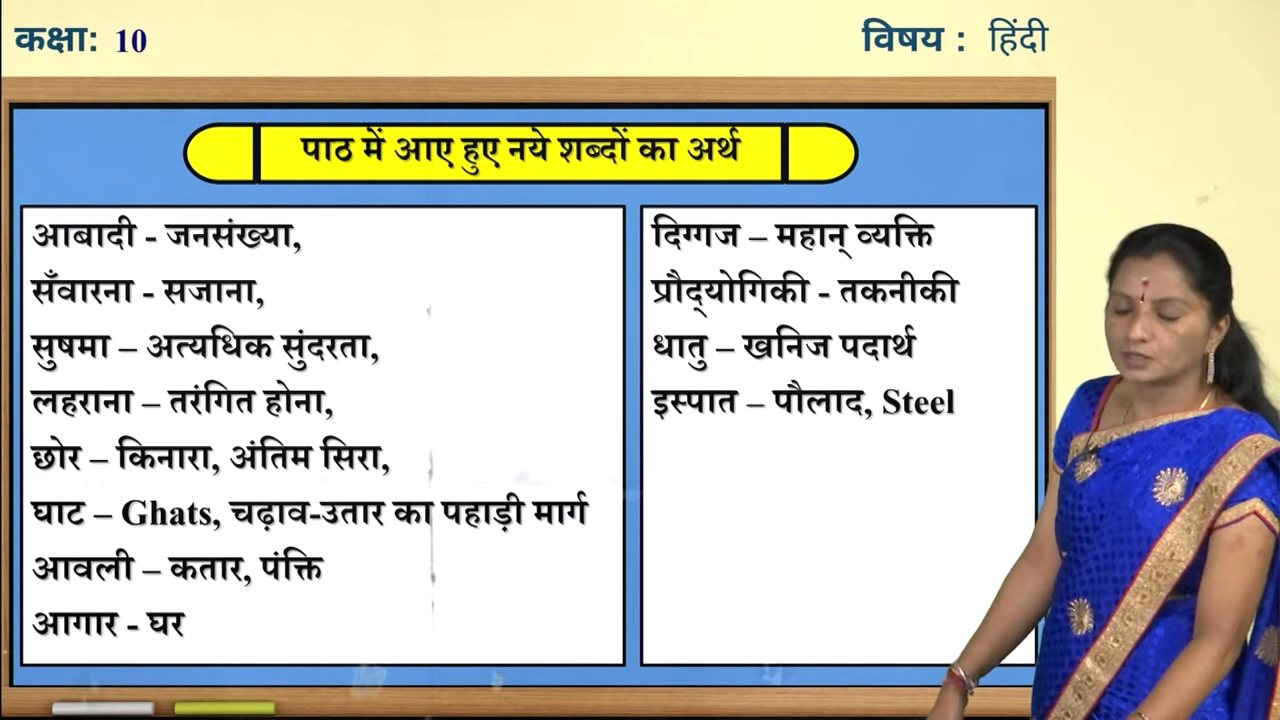 कक्षा: 10
विषय : हिंदी
पाठ में आए हुए नये शब्दों का अर्थ
आबादी - जनसंख्या,
सँवारना - सजाना,
सुषमा – अत्यधिक सुंदरता,
लहराना – तरंगित होना,
छोर – किनारा, अंतिम सिरा,
घाट – Ghats, चढ़ाव-उतार का पहाड़ी मार्ग
आवली – कतार, पंक्ति
आगार - घर
दिग्गज – महान् व्यक्ति
प्रौद्‌योगिकी - तकनीकी
धातु – खनिज पदार्थ
इस्पात – पौलाद, Steel